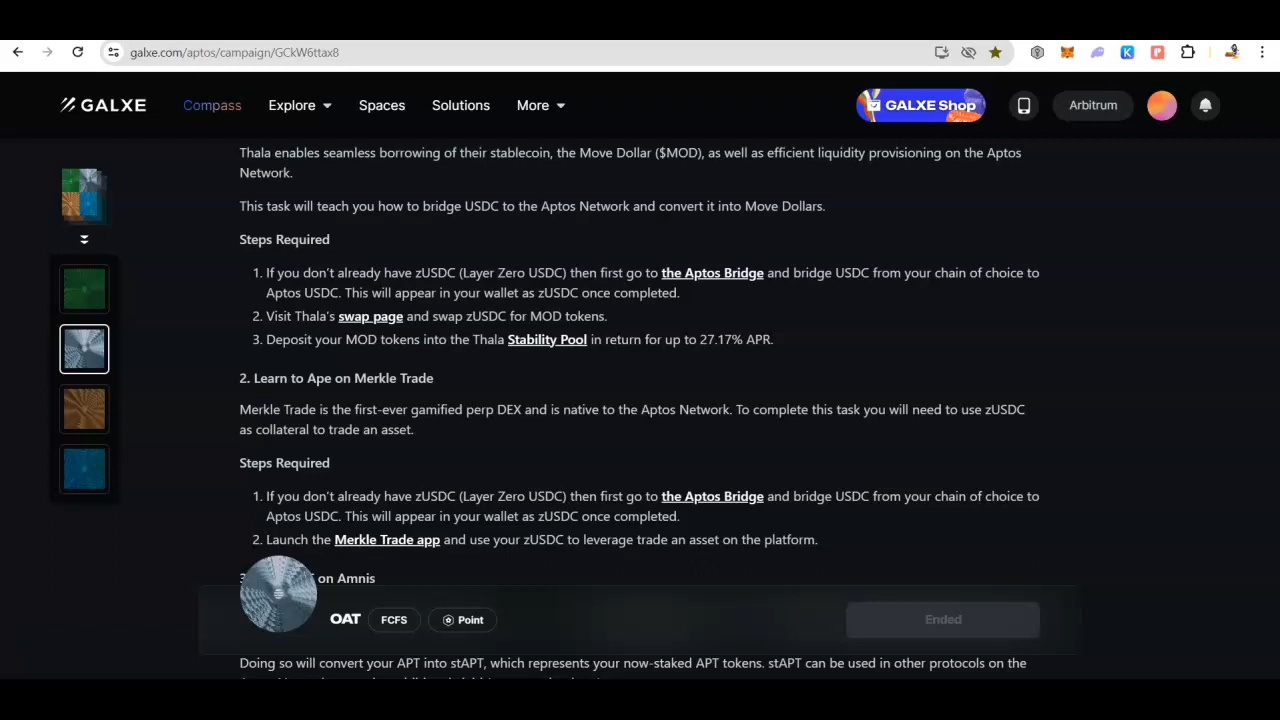 galxe.com/aptos/campaign/GCkW6ttax8
GALXE
Compass
Explore
Spaces
Solutions
More
GALXE Shop
Arbitrum
Thala enables seamless borrowing of their stablecoin, the Move Dollar ($MOD), as well as efficient liquidity provisioning on the Aptos
Network.
This task will teach you how to bridge USDC to the Aptos Network and convert it into Move Dollars.
Steps Required
1. If you don't already have zUSDC (Layer Zero USDC) then first go to the Aptos Bridge and bridge USDC from your chain of choice to
Aptos USDC. This will appear in your wallet as zUSDC once completed.
2. Visit Thala's swap page and swap zUSDC for MOD tokens.
3. Deposit your MOD tokens into the Thala Stability Pool in return for up to 27.17% APR.
2. Learn to Ape on Merkle Trade
Merkle Trade is the first-ever gamified perp DEX and is native to the Aptos Network. To complete this task you will need to use zUSDC
as collateral to trade an asset.
Steps Required
1. If you don't already have zUSDC (Layer Zero USDC) then first go to the Aptos Bridge and bridge USDC from your chain of choice to
Aptos USDC. This will appear in your wallet as zUSDC once completed.
2. Launch the Merkle Trade app and use your zUSDC to leverage trade an asset on the platform.
on Amnis
OAT
FCFS
Point
Ended
Doing so will convert your APT into stAPT, which represents your now-staked APT tokens. stAPT can be used in other protocols on the